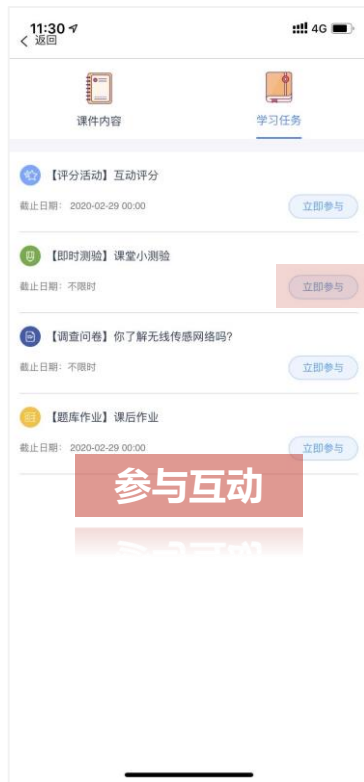 11:30
4G
返回
课件内容 学习任务
【评分活动】互动评分
截止日期: 2020-02-29 00:00 立即参与
【即时测验】课堂小测验
截止日期: 不限时 立即参与
【调查问卷】你了解无线传感网络吗?
截止日期: 不限时 立即参与
【题库作业】课后作业
截止日期: 2020-02-29 00:00 立即参与
参与互动